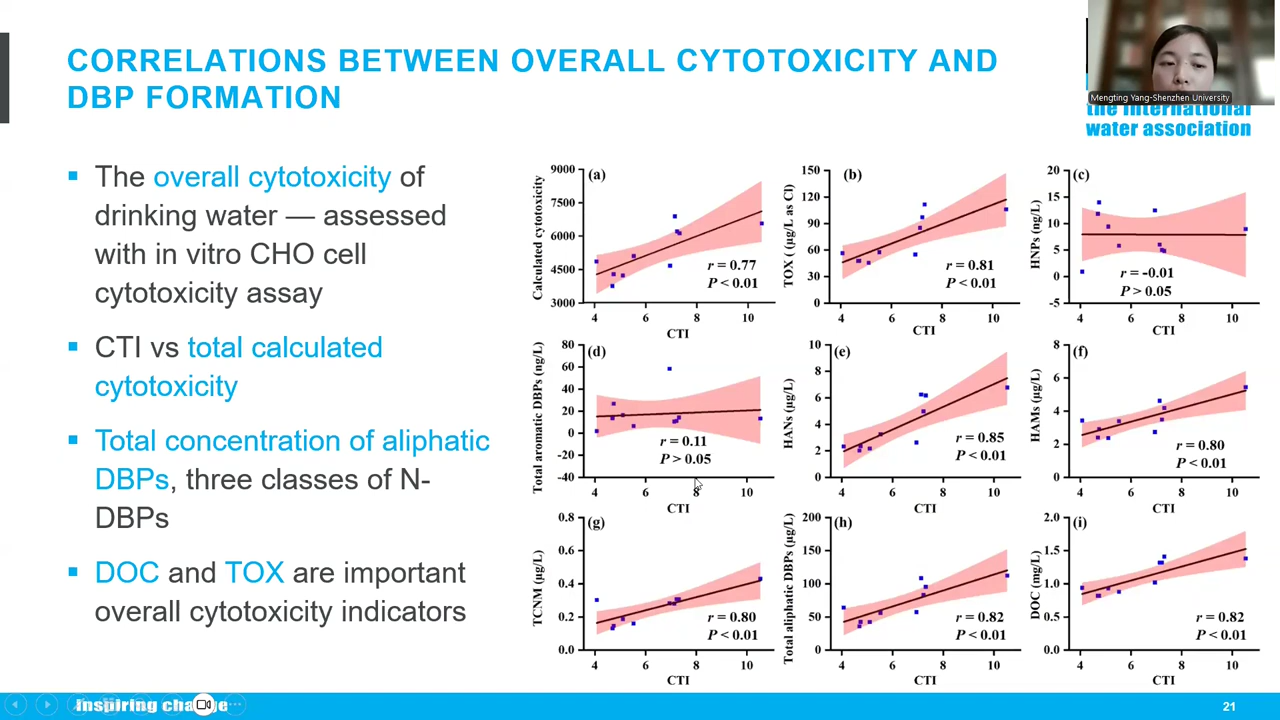 CORRELATIONS BETWEEN OVERALL CYTOTOXICITY AND
DBP FORMATION
Mengting Yang-Shenzhen University
the international
water association
▪ The overall cytotoxicity of
drinking water — assessed
with in vitro CHO cell
cytotoxicity assay
▪ CTI vs total calculated
cytotoxicity
▪ Total concentration of aliphatic
DBPs, three classes of N-
DBPs
▪ DOC and TOX are important
overall cytotoxicity indicators
(a)
Calculated cytotoxicity
9000
7500
6000
4500
3000
r = 0.77
P < 0.01
4 6 8 10
CTI
(b)
TOX ((µg/L as Cl)
150
120
90
60
30
0
r = 0.81
P < 0.01
4 6 8 10
CTI
(c)
HNPs (ng/L)
20
15
10
5
0
-5
r = -0.01
P > 0.05
4 6 8 10
CTI
(d)
Total aromatic DBPs (ng/L)
80
60
40
20
0
-20
-40
r = 0.11
P > 0.05
4 6 8 10
CTI
(e)
HANs (µg/L)
10
8
6
4
2
0
r = 0.85
P < 0.01
4 6 8 10
CTI
(f)
HAMs (µg/L)
8
6
4
2
0
r = 0.80
P < 0.01
4 6 8 10
CTI
(g)
TCNM (µg/L)
0.8
0.6
0.4
0.2
0.0
r = 0.80
P < 0.01
4 6 8 10
CTI
(h)
Total aliphatic DBPs (µg/L)
200
150
100
50
0
r = 0.82
P < 0.01
4 6 8 10
CTI
(i)
DOC (mg/L)
2.0
1.5
1.0
0.5
0.0
r = 0.82
P < 0.01
4 6 8 10
CTI
inspiring change
21